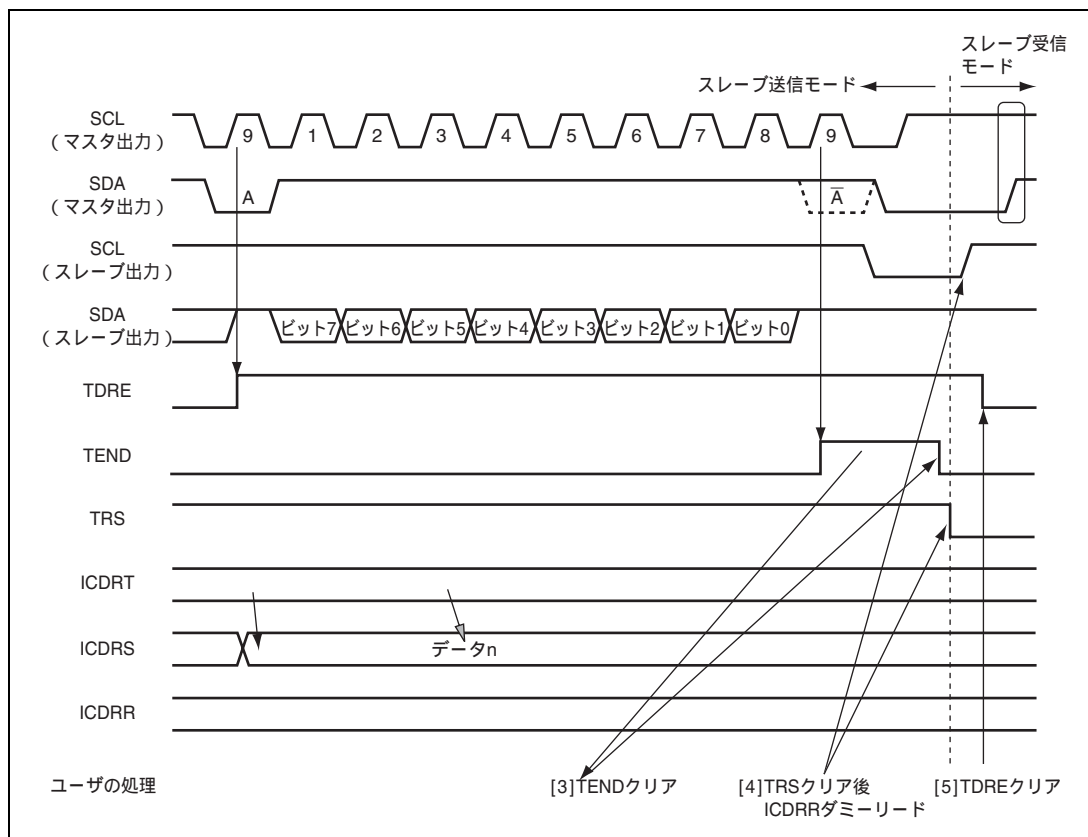 スレーブ受信
モード
スレーブ送信モード
SCL
(マスタ出力)
9 1 2 3 4 5 6 7 8 9
SDA
(マスタ出力)
A A̅
SCL
(スレーブ出力)
SDA
(スレーブ出力)
ビット7 ビット6 ビット5 ビット4 ビット3 ビット2 ビット1 ビット0
TDRE
TEND
TRS
ICDRT
ICDRS
データn
ICDRR
ユーザの処理
[3]TENDクリア
[4]TRSクリア後
ICDRRダミーリード
[5]TDREクリア